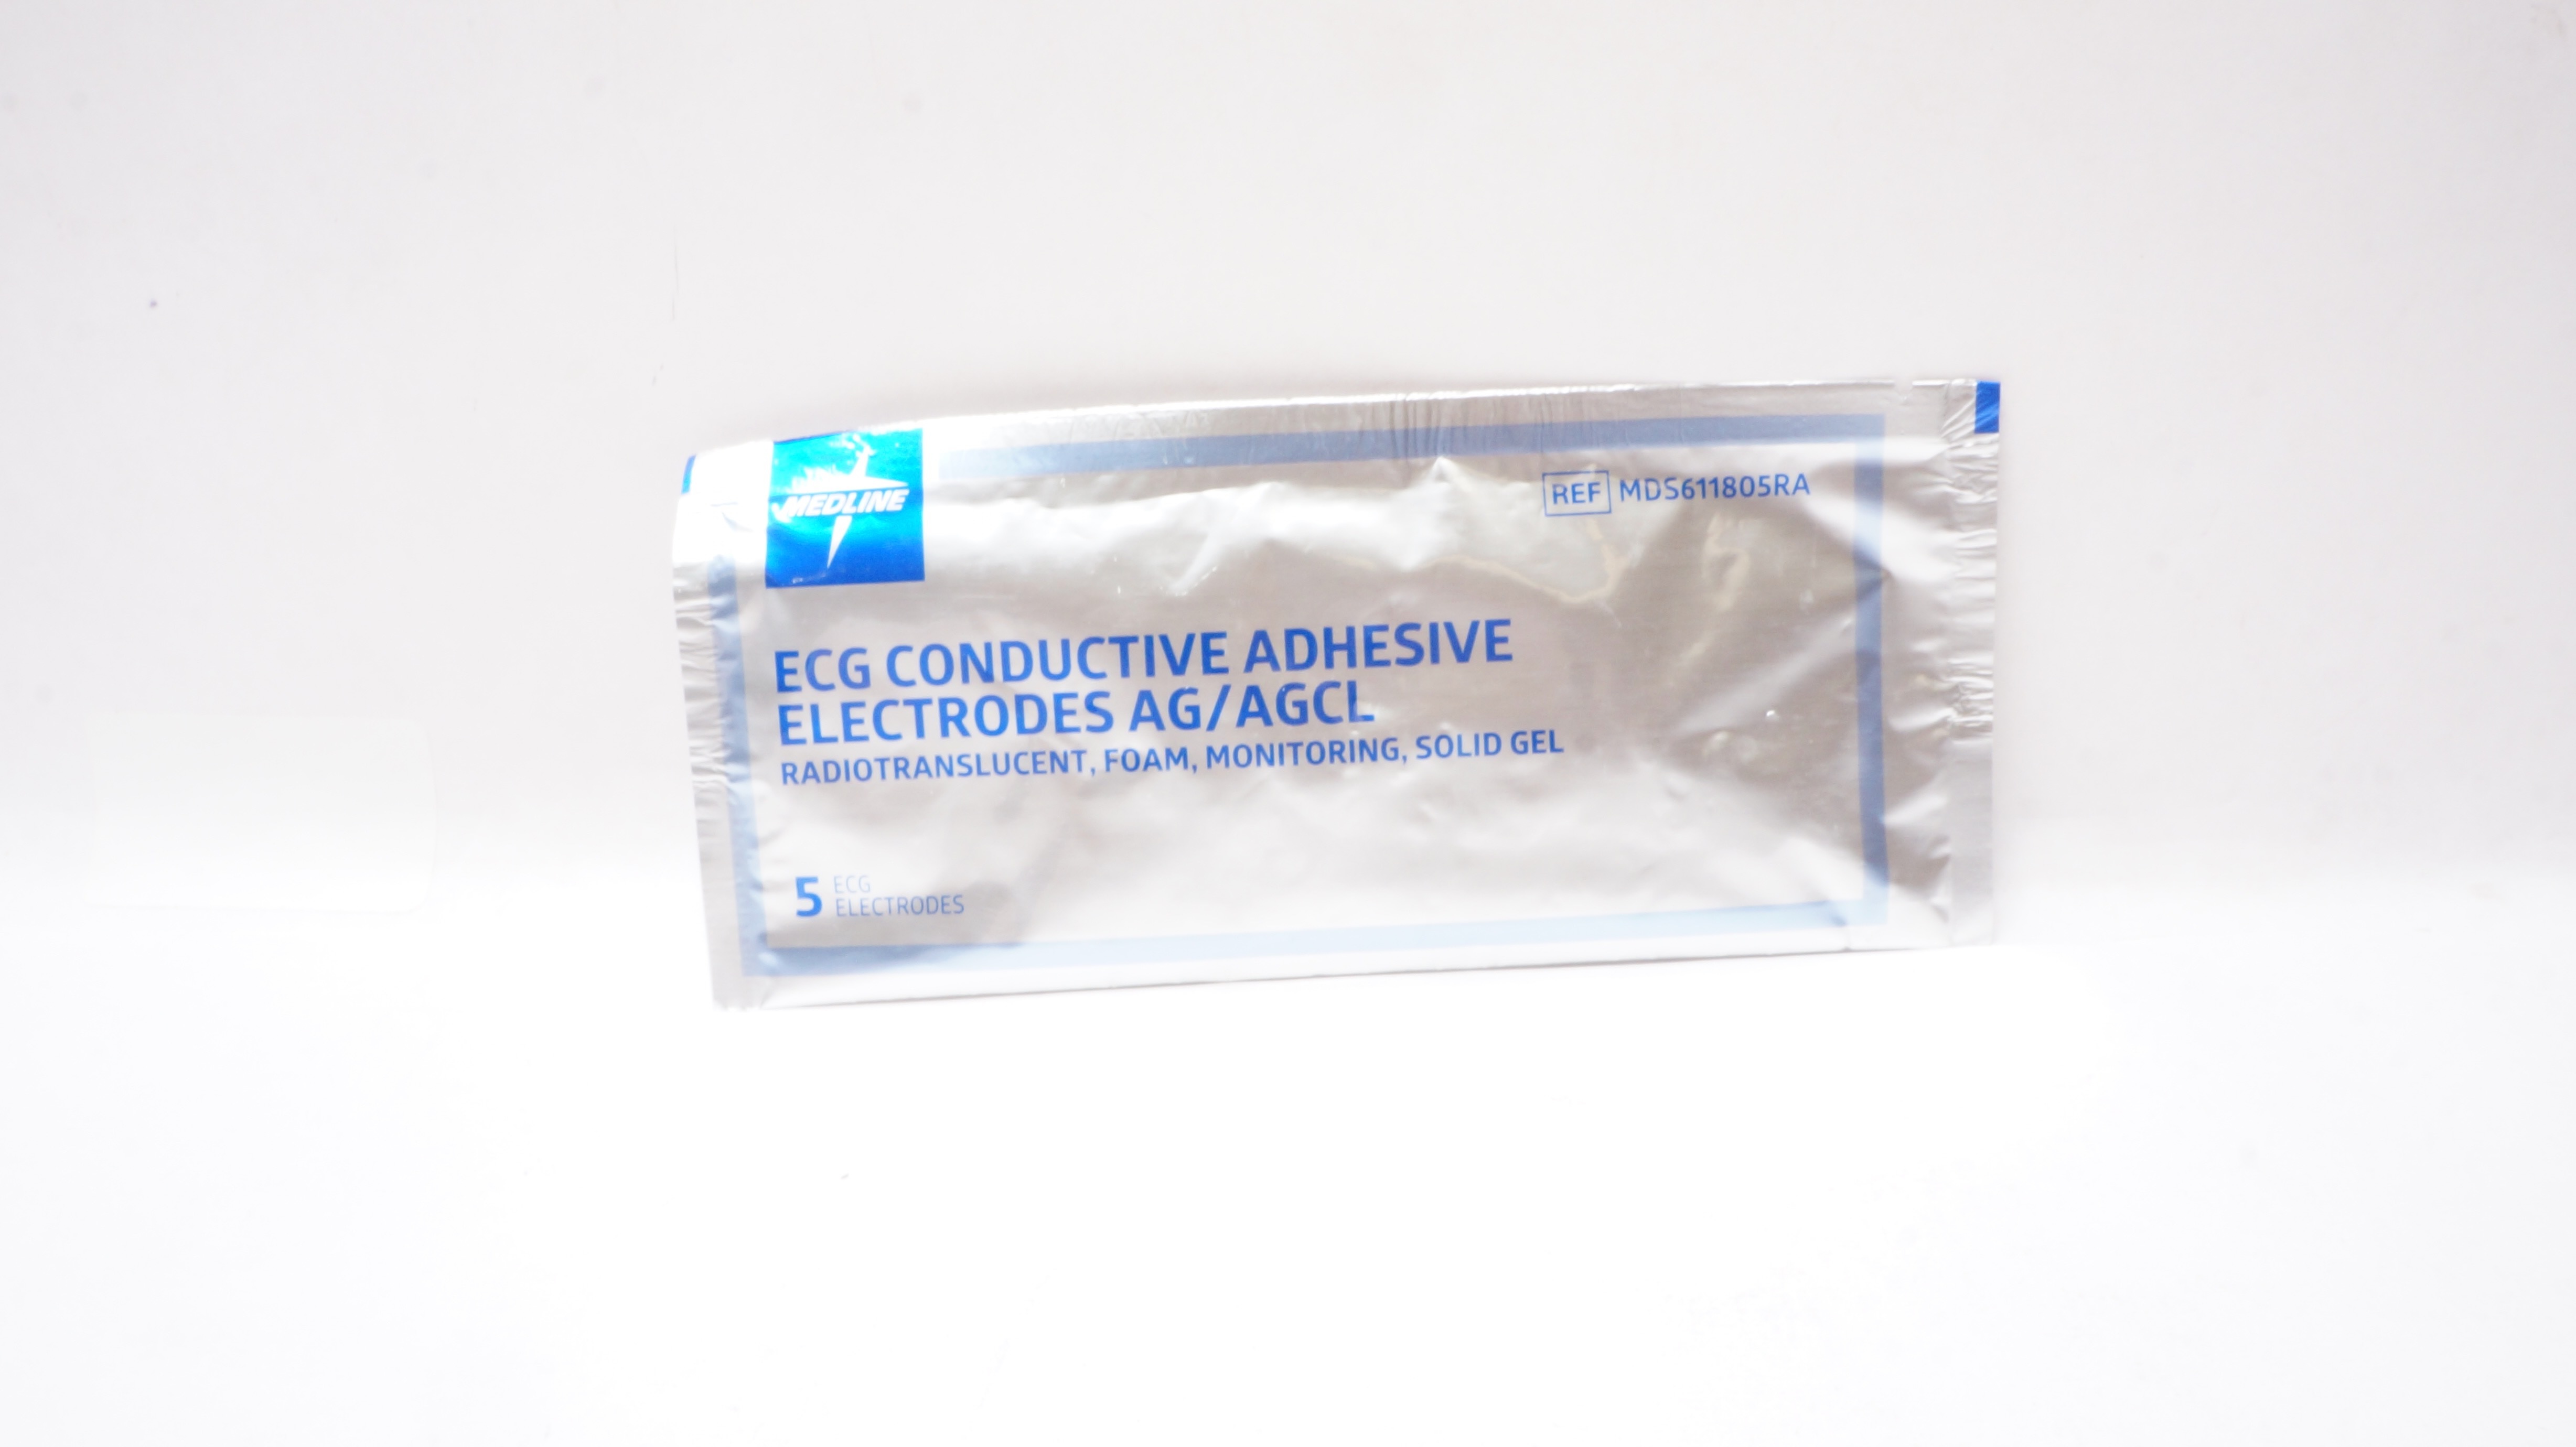 MEDLINE
REF MDS611805RA
ECG CONDUCTIVE ADHESIVE
ELECTRODES AG/AGCL
RADIOTRANSLUCENT, FOAM, MONITORING, SOLID GEL
5 ECG
ELECTRODES